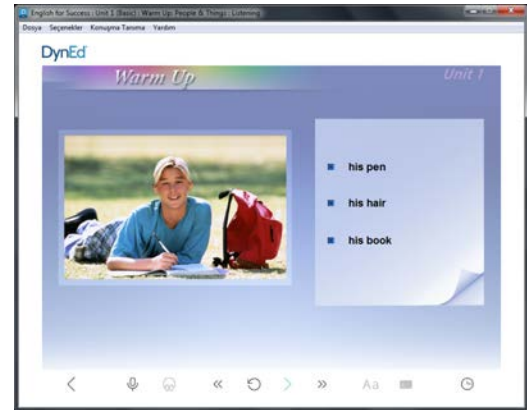 English for Success : Unit 1 (Basic) : Warm Up: People & Things : Listening
Dosya Seçenekler Konuşma Tanıma Yardım
DynEd
Warm Up
Unit 1
his pen
his hair
his book
Aa